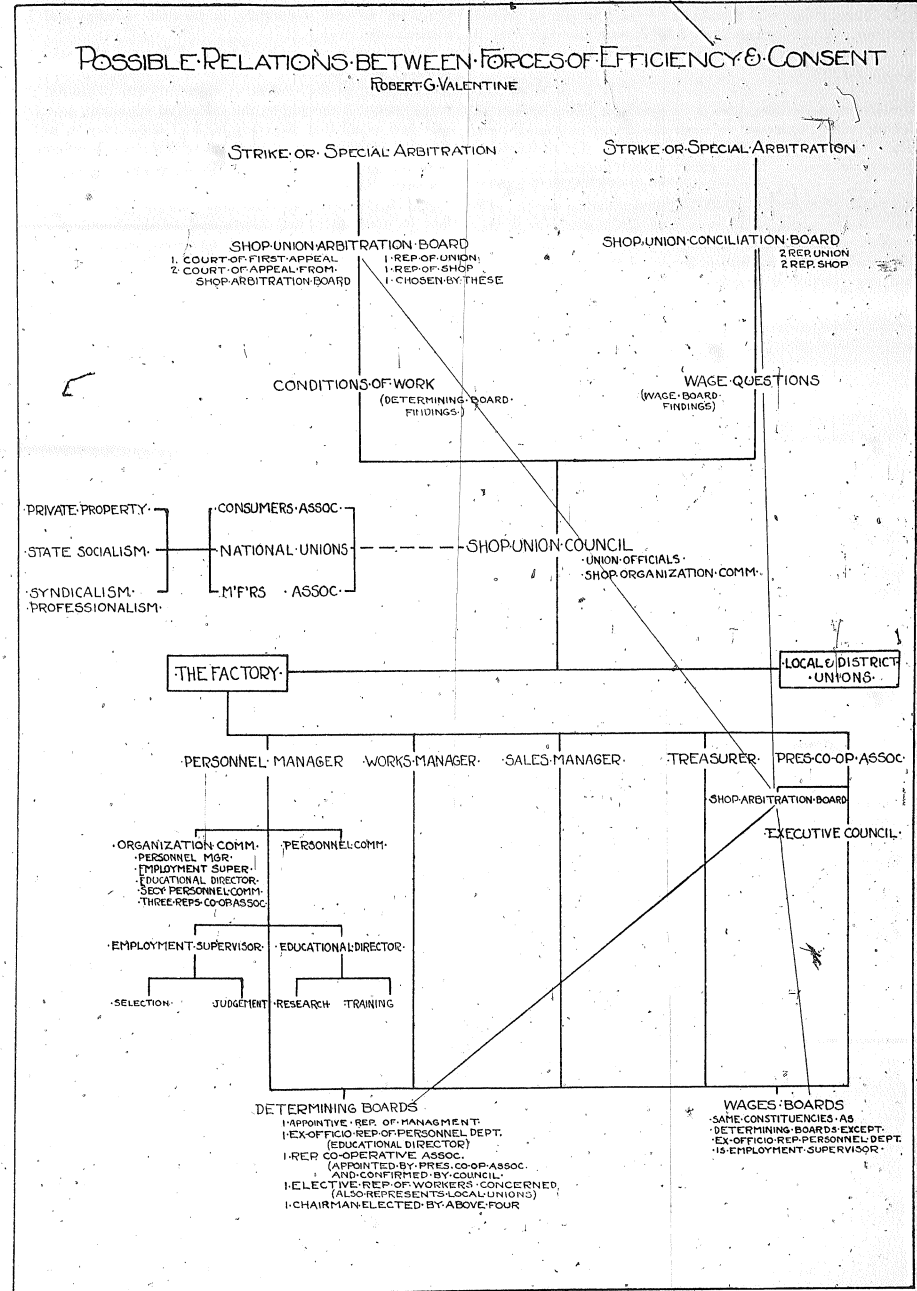 POSSIBLE·RELATIONS·BETWEEN·FORCES·OF·EFFICIENCY·&·CONSENT
ROBERT·G·VALENTINE
STRIKE·OR·SPECIAL·ARBITRATION
STRIKE·OR·SPECIAL·ARBITRATION
SHOP·UNION·ARBITRATION·BOARD
1. COURT·OF·FIRST·APPEAL
2. COURT·OF·APPEAL·FROM·
SHOP·ARBITRATION·BOARD
1·REP·OF·UNION
1·REP·OF·SHOP
1·CHOSEN·BY·THESE
SHOP·UNION·CONCILIATION·BOARD
2 REP. UNION
2 REP. SHOP
CONDITIONS·OF·WORK
(DETERMINING·BOARD·
FINDINGS·)
WAGE·QUESTIONS
(WAGE·BOARD·
FINDINGS)
·PRIVATE·PROPERTY·
·STATE SOCIALISM·
·SYNDICALISM·
·PROFESSIONALISM·
·CONSUMERS·ASSOC·
·NATIONAL·UNIONS·
·M'F'RS · ASSOC·
·SHOP·UNION·COUNCIL
·UNION·OFFICIALS·
·SHOP·ORGANIZATION·COMM·
·THE FACTORY·
·LOCAL·&·DISTRICT
·UNIONS·
·PERSONNEL·MANAGER
·WORKS·MANAGER·
·SALES·MANAGER·
·TREASURER·
PRES·CO·OP·ASSOC·
SHOP·ARBITRATION·BOARD
·EXECUTIVE COUNCIL·
·ORGANIZATION·COMM·
·PERSONNEL MGR·
·EMPLOYMENT SUPER·
·EDUCATIONAL DIRECTOR·
·SECY PERSONNEL·COMM·
·THREE·REPS·CO·OP·ASSOC·
·PERSONNEL·COMM·
·EMPLOYMENT·SUPERVISOR·
·EDUCATIONAL·DIRECTOR·
·SELECTION·
JUDGEMENT·
·RESEARCH·
·TRAINING
DETERMINING BOARDS
1·APPOINTIVE·REP. OF·MANAGMENT·
1·EX·OFFICIO·REP·OF·PERSONNEL DEPT.
(EDUCATIONAL DIRECTOR)
1·REP CO·OPERATIVE ASSOC.
(APPOINTED·BY·PRES. CO·OP·ASSOC·
AND·CONFIRMED·BY·COUNCIL·
1·ELECTIVE·REP·OF·WORKERS·CONCERNED
(ALSO·REPRESENTS·LOCAL·UNIONS)
1·CHAIRMAN·ELECTED·BY·ABOVE·FOUR
WAGES·BOARDS
·SAME·CONSTITUENCIES·AS
·DETERMINING·BOARDS·EXCEPT·
·EX·OFFICIO·REP·PERSONNEL·DEPT·
·IS·EMPLOYMENT·SUPERVISOR·